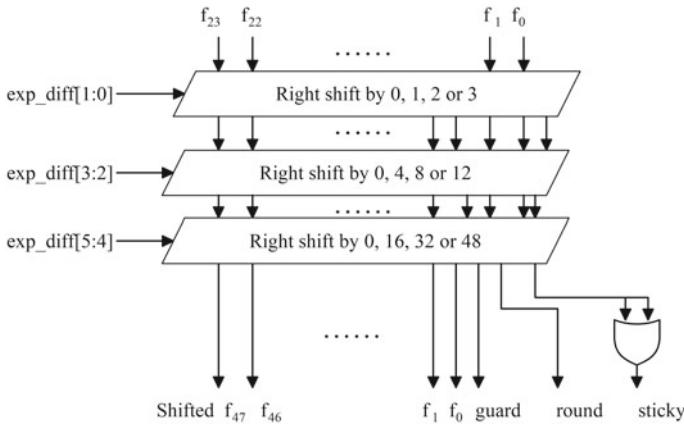 f23 f22 ...... f1 f0
exp_diff[1:0] Right shift by 0, 1, 2 or 3
......
exp_diff[3:2] Right shift by 0, 4, 8 or 12
......
exp_diff[5:4] Right shift by 0, 16, 32 or 48
......
Shifted f47 f46 f1 f0 guard round sticky